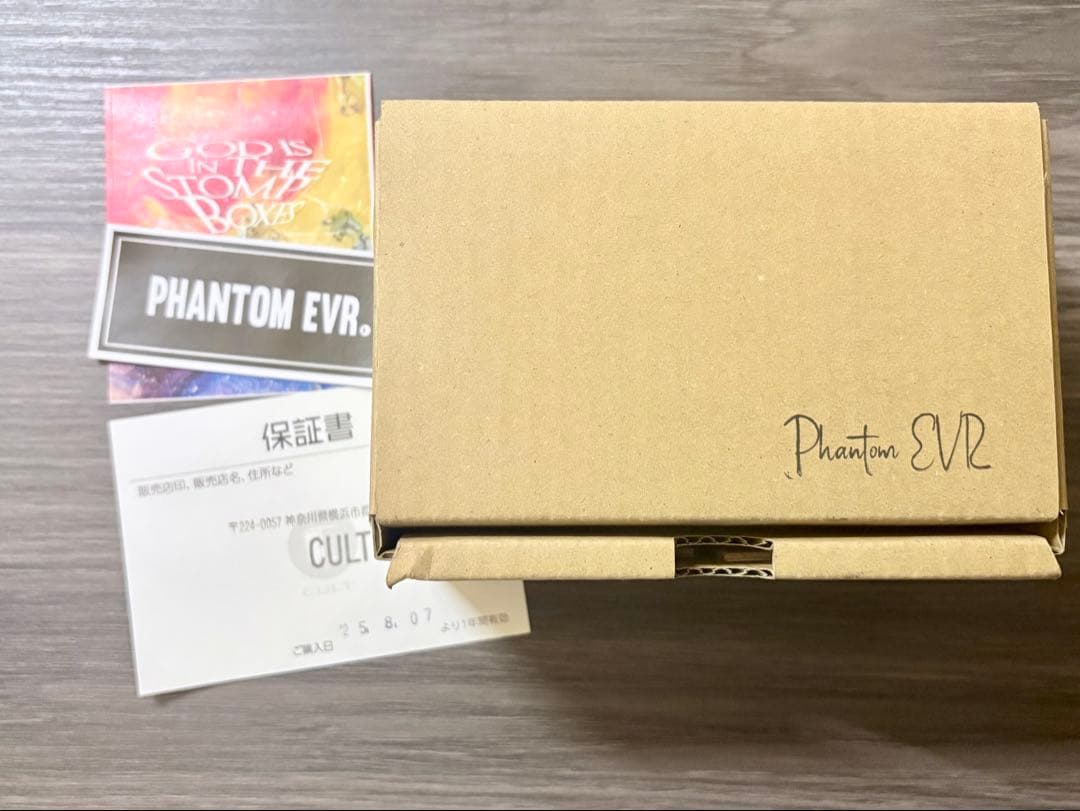 GOD IS
IN THE
STOMP
BOXES
PHANTOM EVR.
保証書
販売店印、販売店名、住所など
〒224-0057 神奈川県横浜市
CULT
25. 8. 07 より1年間有効
ご購入日
Phantom EVR